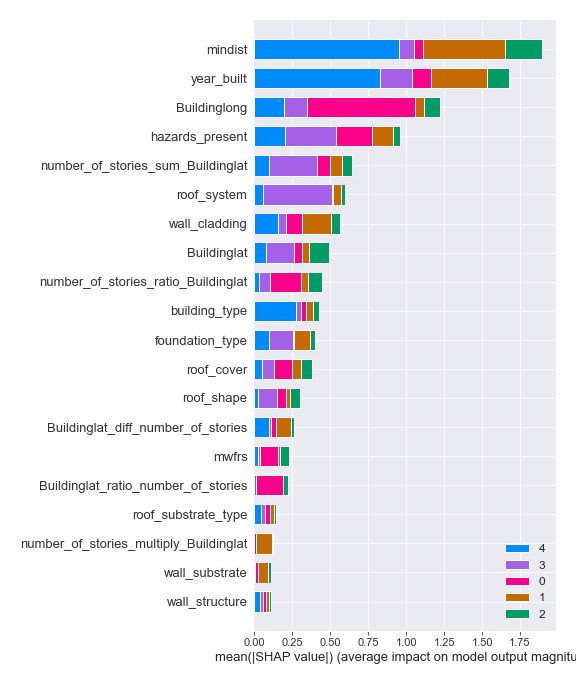 mindist
year_built
Buildinglong
hazards_present
number_of_stories_sum_Buildinglat
roof_system
wall_cladding
Buildinglat
number_of_stories_ratio_Buildinglat
building_type
foundation_type
roof_cover
roof_shape
Buildinglat_diff_number_of_stories
mwfrs
Buildinglat_ratio_number_of_stories
roof_substrate_type
number_of_stories_multiply_Buildinglat
wall_substrate
wall_structure
4
3
0
1
2
0.00 0.25 0.50 0.75 1.00 1.25 1.50 1.75
mean(|SHAP value|) (average impact on model output magnitu